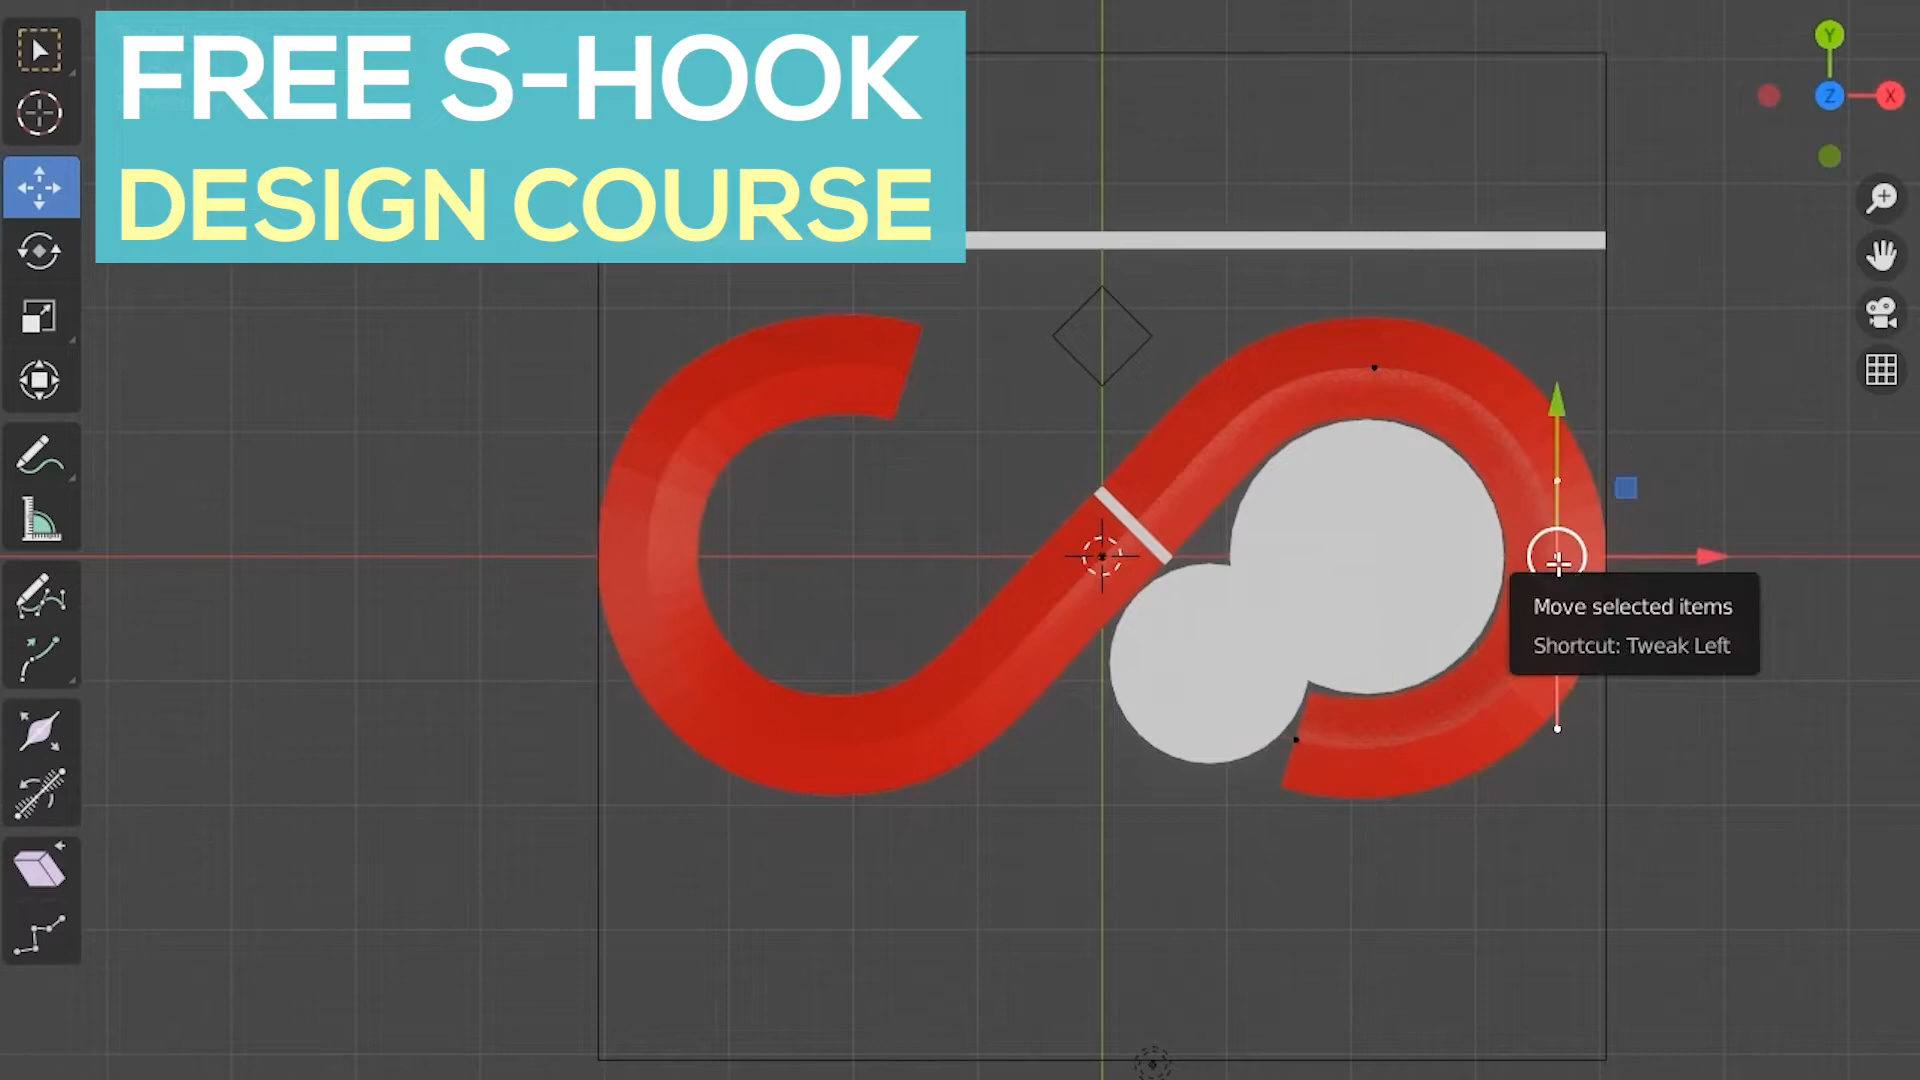 FREE S-HOOK
DESIGN COURSE
Y
Z
X
Move selected items
Shortcut: Tweak Left